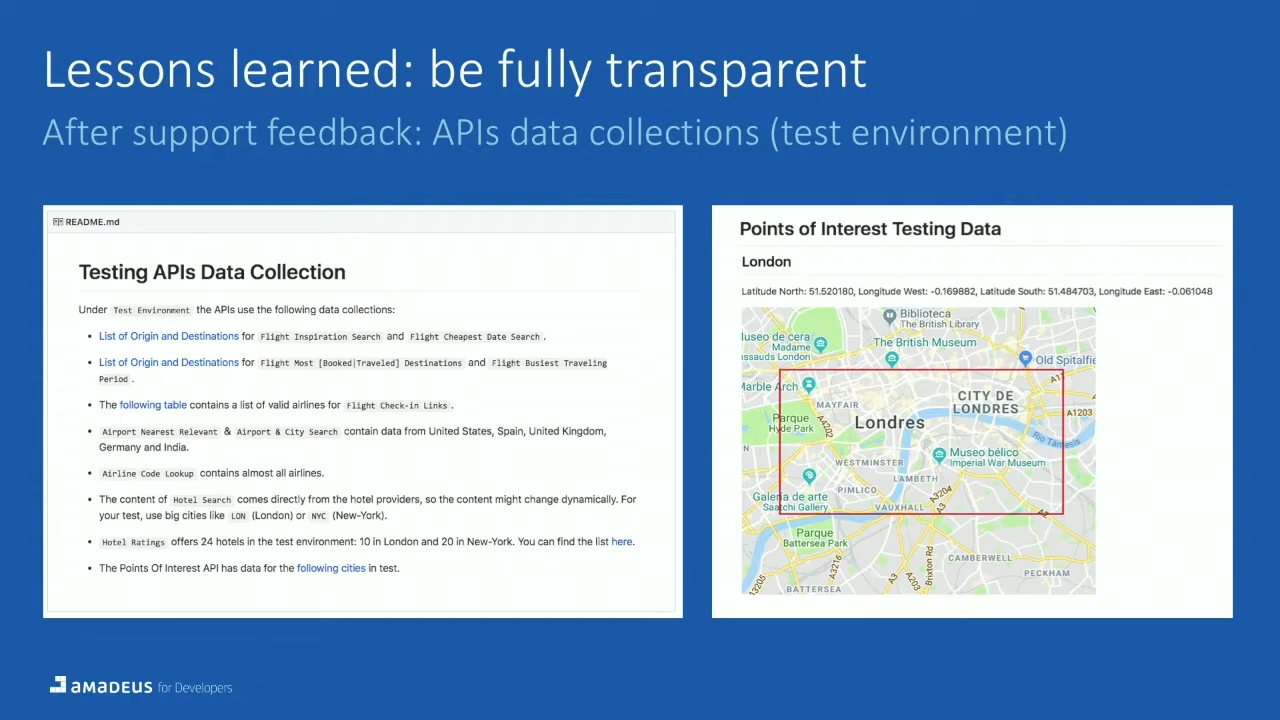 Lessons learned: be fully transparent
After support feedback: APIs data collections (test environment)
README.md
Testing APIs Data Collection
Under Test Environment the APIs use the following data collections:
• List of Origin and Destinations for Flight Inspiration Search and Flight Cheapest Date Search.
• List of Origin and Destinations for Flight Most [Booked|Traveled] Destinations and Flight Busiest Traveling
Period.
• The following table contains a list of valid airlines for Flight Check-in Links.
• Airport Nearest Relevant & Airport & City Search contain data from United States, Spain, United Kingdom,
Germany and India.
• Airline Code Lookup contains almost all airlines.
• The content of Hotel Search comes directly from the hotel providers, so the content might change dynamically. For
your test, use big cities like LON (London) or NYC (New-York).
• Hotel Ratings offers 24 hotels in the test environment: 10 in London and 20 in New-York. You can find the list here.
• The Points Of Interest API has data for the following cities in test.
Points of Interest Testing Data
London
Latitude North: 51.520180, Longitude West: -0.169882, Latitude South: 51.484703, Longitude East: -0.061048
Biblioteca
The British Library
useo de cera
Madame
ssauds London
The British Museum
Old Spitalfie
Marble Arch
A11
MAYFAIR
CITY DE
LONDRES
A1203
Parque
Hyde Park
A4202
Londres
Río Támesis
WESTMINSTER
Museo bélico
Imperial War Museum
LAMBETH
PIMLICO
A3204
Galería de arte
Saatchi Gallery
VAUXHALL
A3
A2
Parque
Battersea Park
A3216
CAMBERWELL
Brixton Rd
A203
A3
PECKHAM
A3205
BATTERSEA
amadeus for Developers